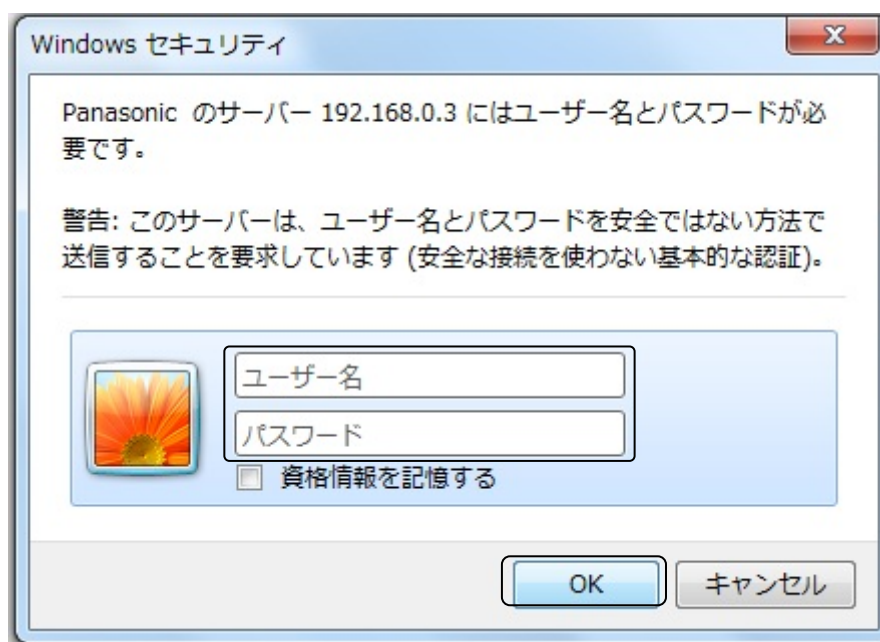 Windows セキュリティ
Panasonic のサーバー 192.168.0.3 にはユーザー名とパスワードが必
要です。
警告: このサーバーは、ユーザー名とパスワードを安全ではない方法で
送信することを要求しています (安全な接続を使わない基本的な認証)。
ユーザー名
パスワード
資格情報を記憶する
OK
キャンセル